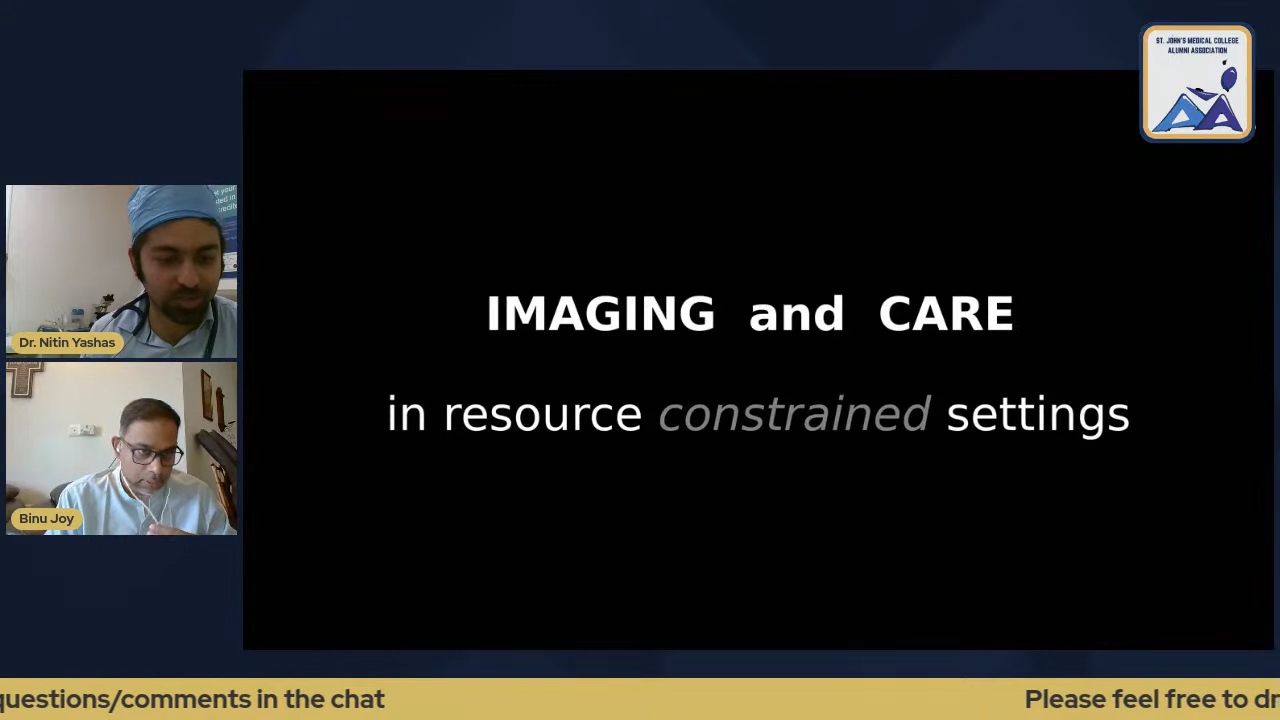 ST. JOHN'S MEDICAL COLLEGE
ALUMNI ASSOCIATION
IMAGING and CARE
in resource constrained settings
Dr. Nitin Yashas
Binu Joy
questions/comments in the chat
Please feel free to dr